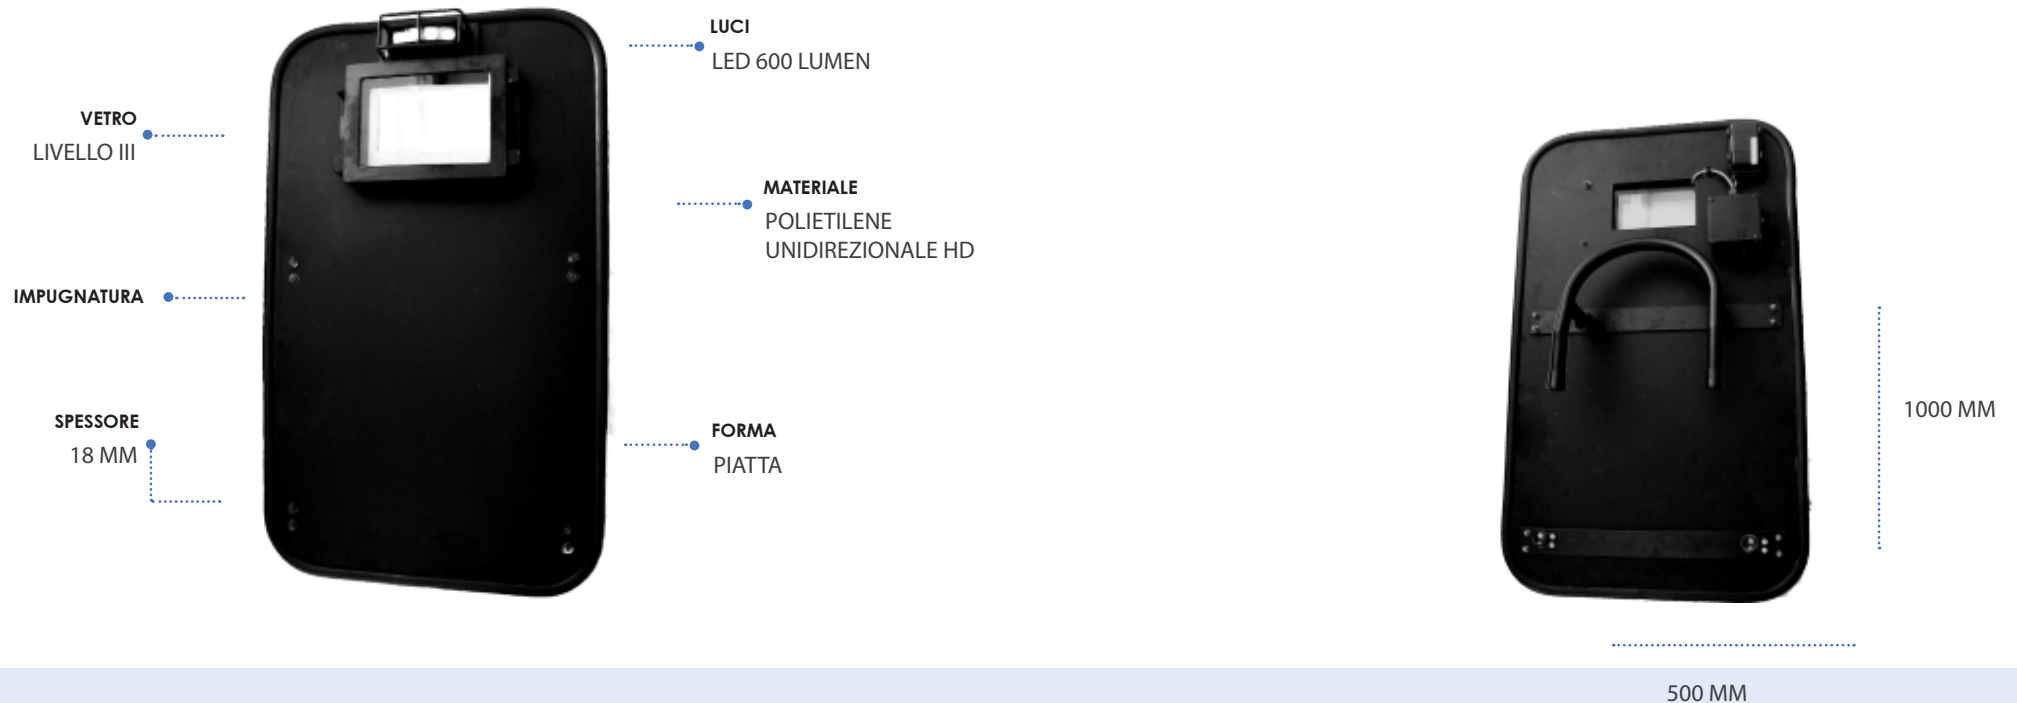 LUCI
LED 600 LUMEN
VETRO
LIVELLO III
MATERIALE
POLIETILENE
UNIDIREZIONALE HD
IMPUGNATURA
SPESSORE
18 MM
FORMA
PIATTA
1000 MM
500 MM